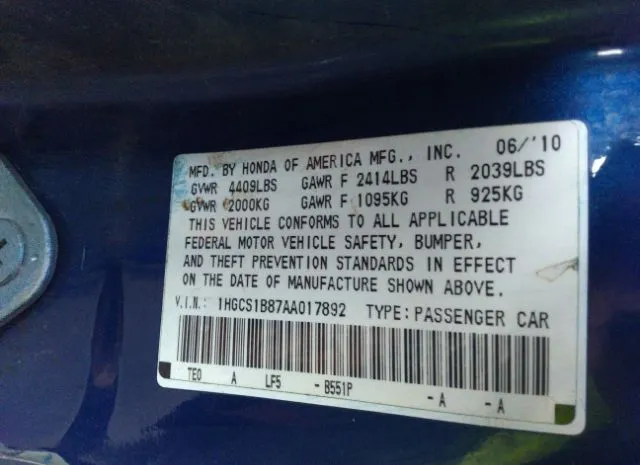 MFD. BY HONDA OF AMERICA MFG., INC. 06/'10
GVWR 4409LBS GAWR F 2414LBS R 2039LBS
GVWR 2000KG GAWR F 1095KG R 925KG
THIS VEHICLE CONFORMS TO ALL APPLICABLE
FEDERAL MOTOR VEHICLE SAFETY, BUMPER,
AND THEFT PREVENTION STANDARDS IN EFFECT
ON THE DATE OF MANUFACTURE SHOWN ABOVE.
V.I.N: 1HGCS1B87AA017892 TYPE: PASSENGER CAR
TE0 A LF5 - B551P - A - A